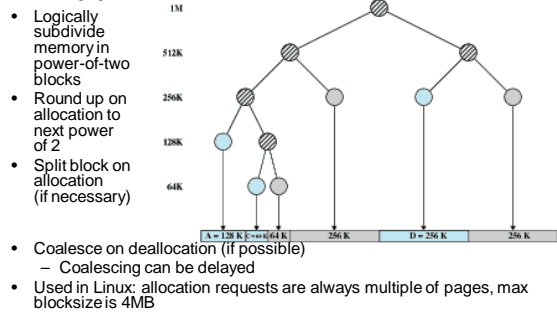 • Logically
subdivide
memory in
power-of-two
blocks
• Round up on
allocation to
next power
of 2
• Split block on
allocation
(if necessary)
1M
512K
256K
128K
64K
A = 128 K C=64 K 64 K 256 K D = 256 K 256 K
• Coalesce on deallocation (if possible)
– Coalescing can be delayed
• Used in Linux: allocation requests are always multiple of pages, max
blocksize is 4MB